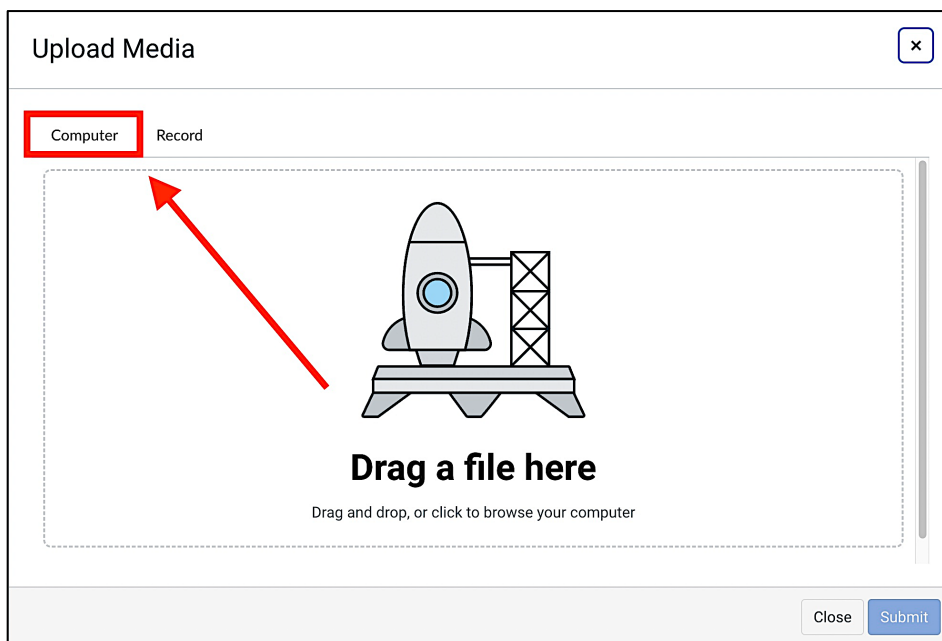 Upload Media
×
Computer
Record
Drag a file here
Drag and drop, or click to browse your computer
Close
Submit